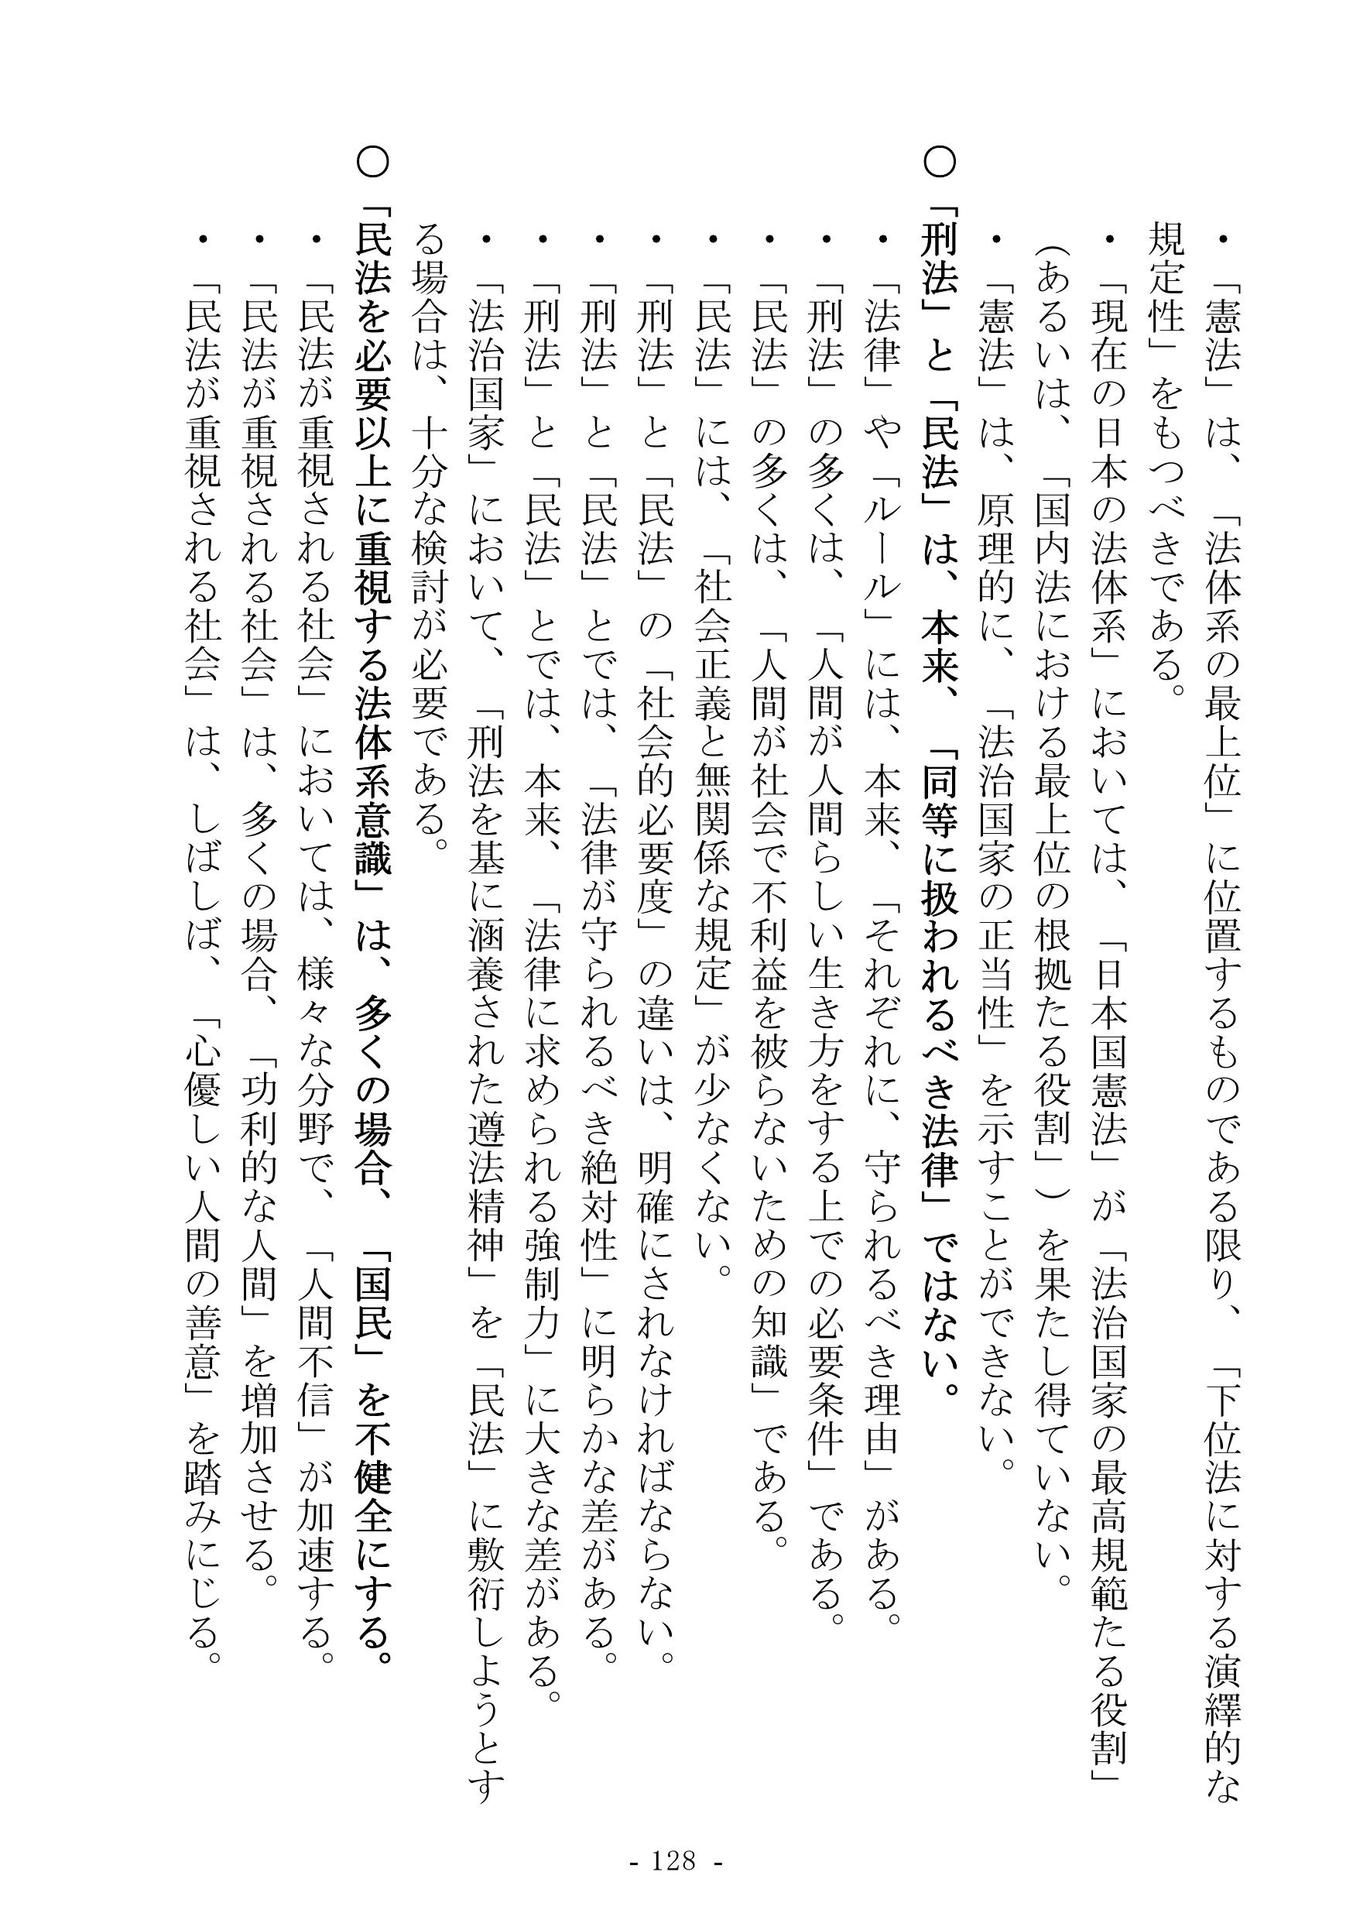 ・「憲法」は、「法体系の最上位」に位置するものである限り、「下位法に対する演繹的な
規定性」をもつべきである。
・「現在の日本の法体系」においては、「日本国憲法」が「法治国家の最高規範たる役割」
（あるいは、「国内法における最上位の根拠たる役割」）を果たし得ていない。
・「憲法」は、原理的に、「法治国家の正当性」を示すことができない。
○「刑法」と「民法」は、本来、「同等に扱われるべき法律」ではない。
・「法律」や「ルール」には、本来、「それぞれに、守られるべき理由」がある。
・「刑法」の多くは、「人間が人間らしい生き方をする上での必要条件」である。
・「民法」の多くは、「人間が社会で不利益を被らないための知識」である。
・「民法」には、「社会正義と無関係な規定」が少なくない。
・「刑法」と「民法」の「社会的必要度」の違いは、明確にされなければならない。
・「刑法」と「民法」とでは、「法律が守られるべき絶対性」に明らかな差がある。
・「刑法」と「民法」とでは、本来、「法律に求められる強制力」に大きな差がある。
・「法治国家」において、「刑法を基に涵養された遵法精神」を「民法」に敷衍しようとす
る場合は、十分な検討が必要である。
○「民法を必要以上に重視する法体系意識」は、多くの場合、「国民」を不健全にする。
・「民法が重視される社会」においては、様々な分野で、「人間不信」が加速する。
・「民法が重視される社会」は、多くの場合、「功利的な人間」を増加させる。
・「民法が重視される社会」は、しばしば、「心優しい人間の善意」を踏みにじる。
- 128 -